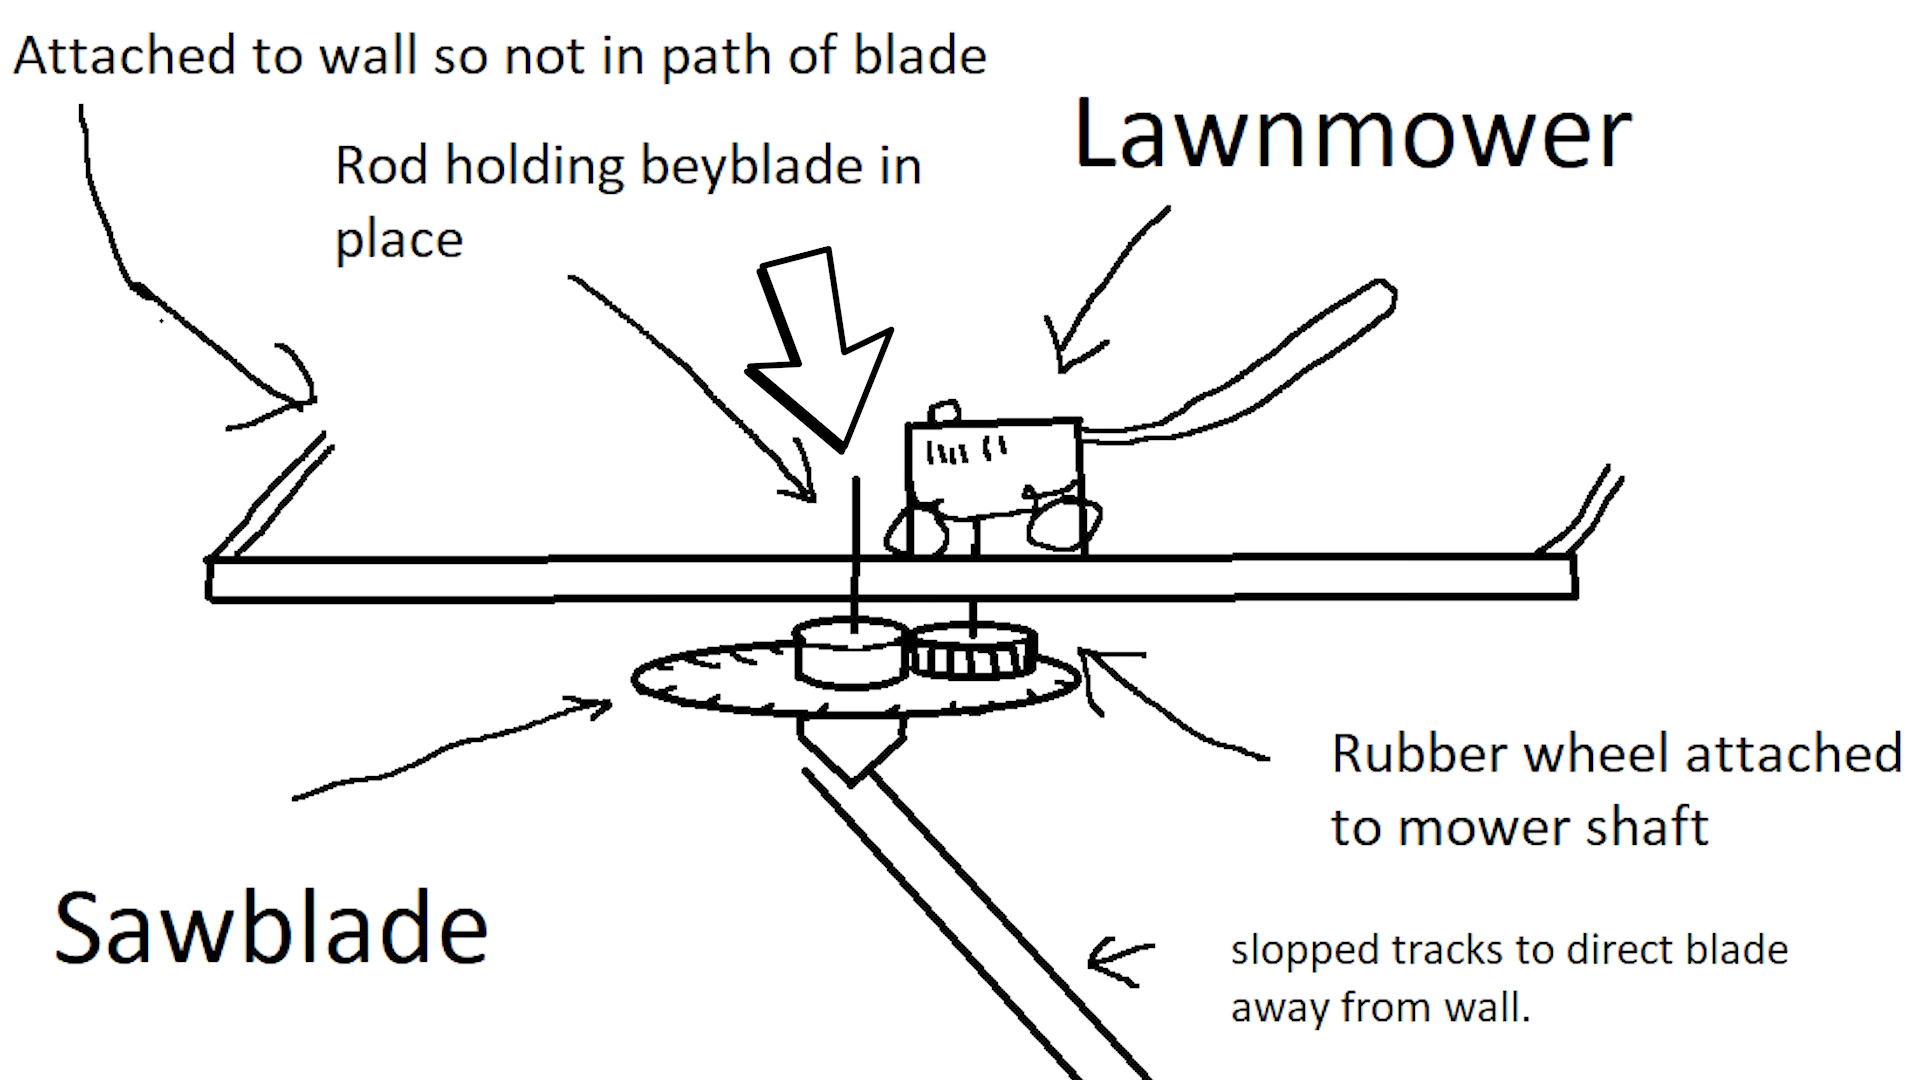 Attached to wall so not in path of blade
Lawnmower
Rod holding beyblade in
place
Rubber wheel attached
to mower shaft
Sawblade
slopped tracks to direct blade
away from wall.